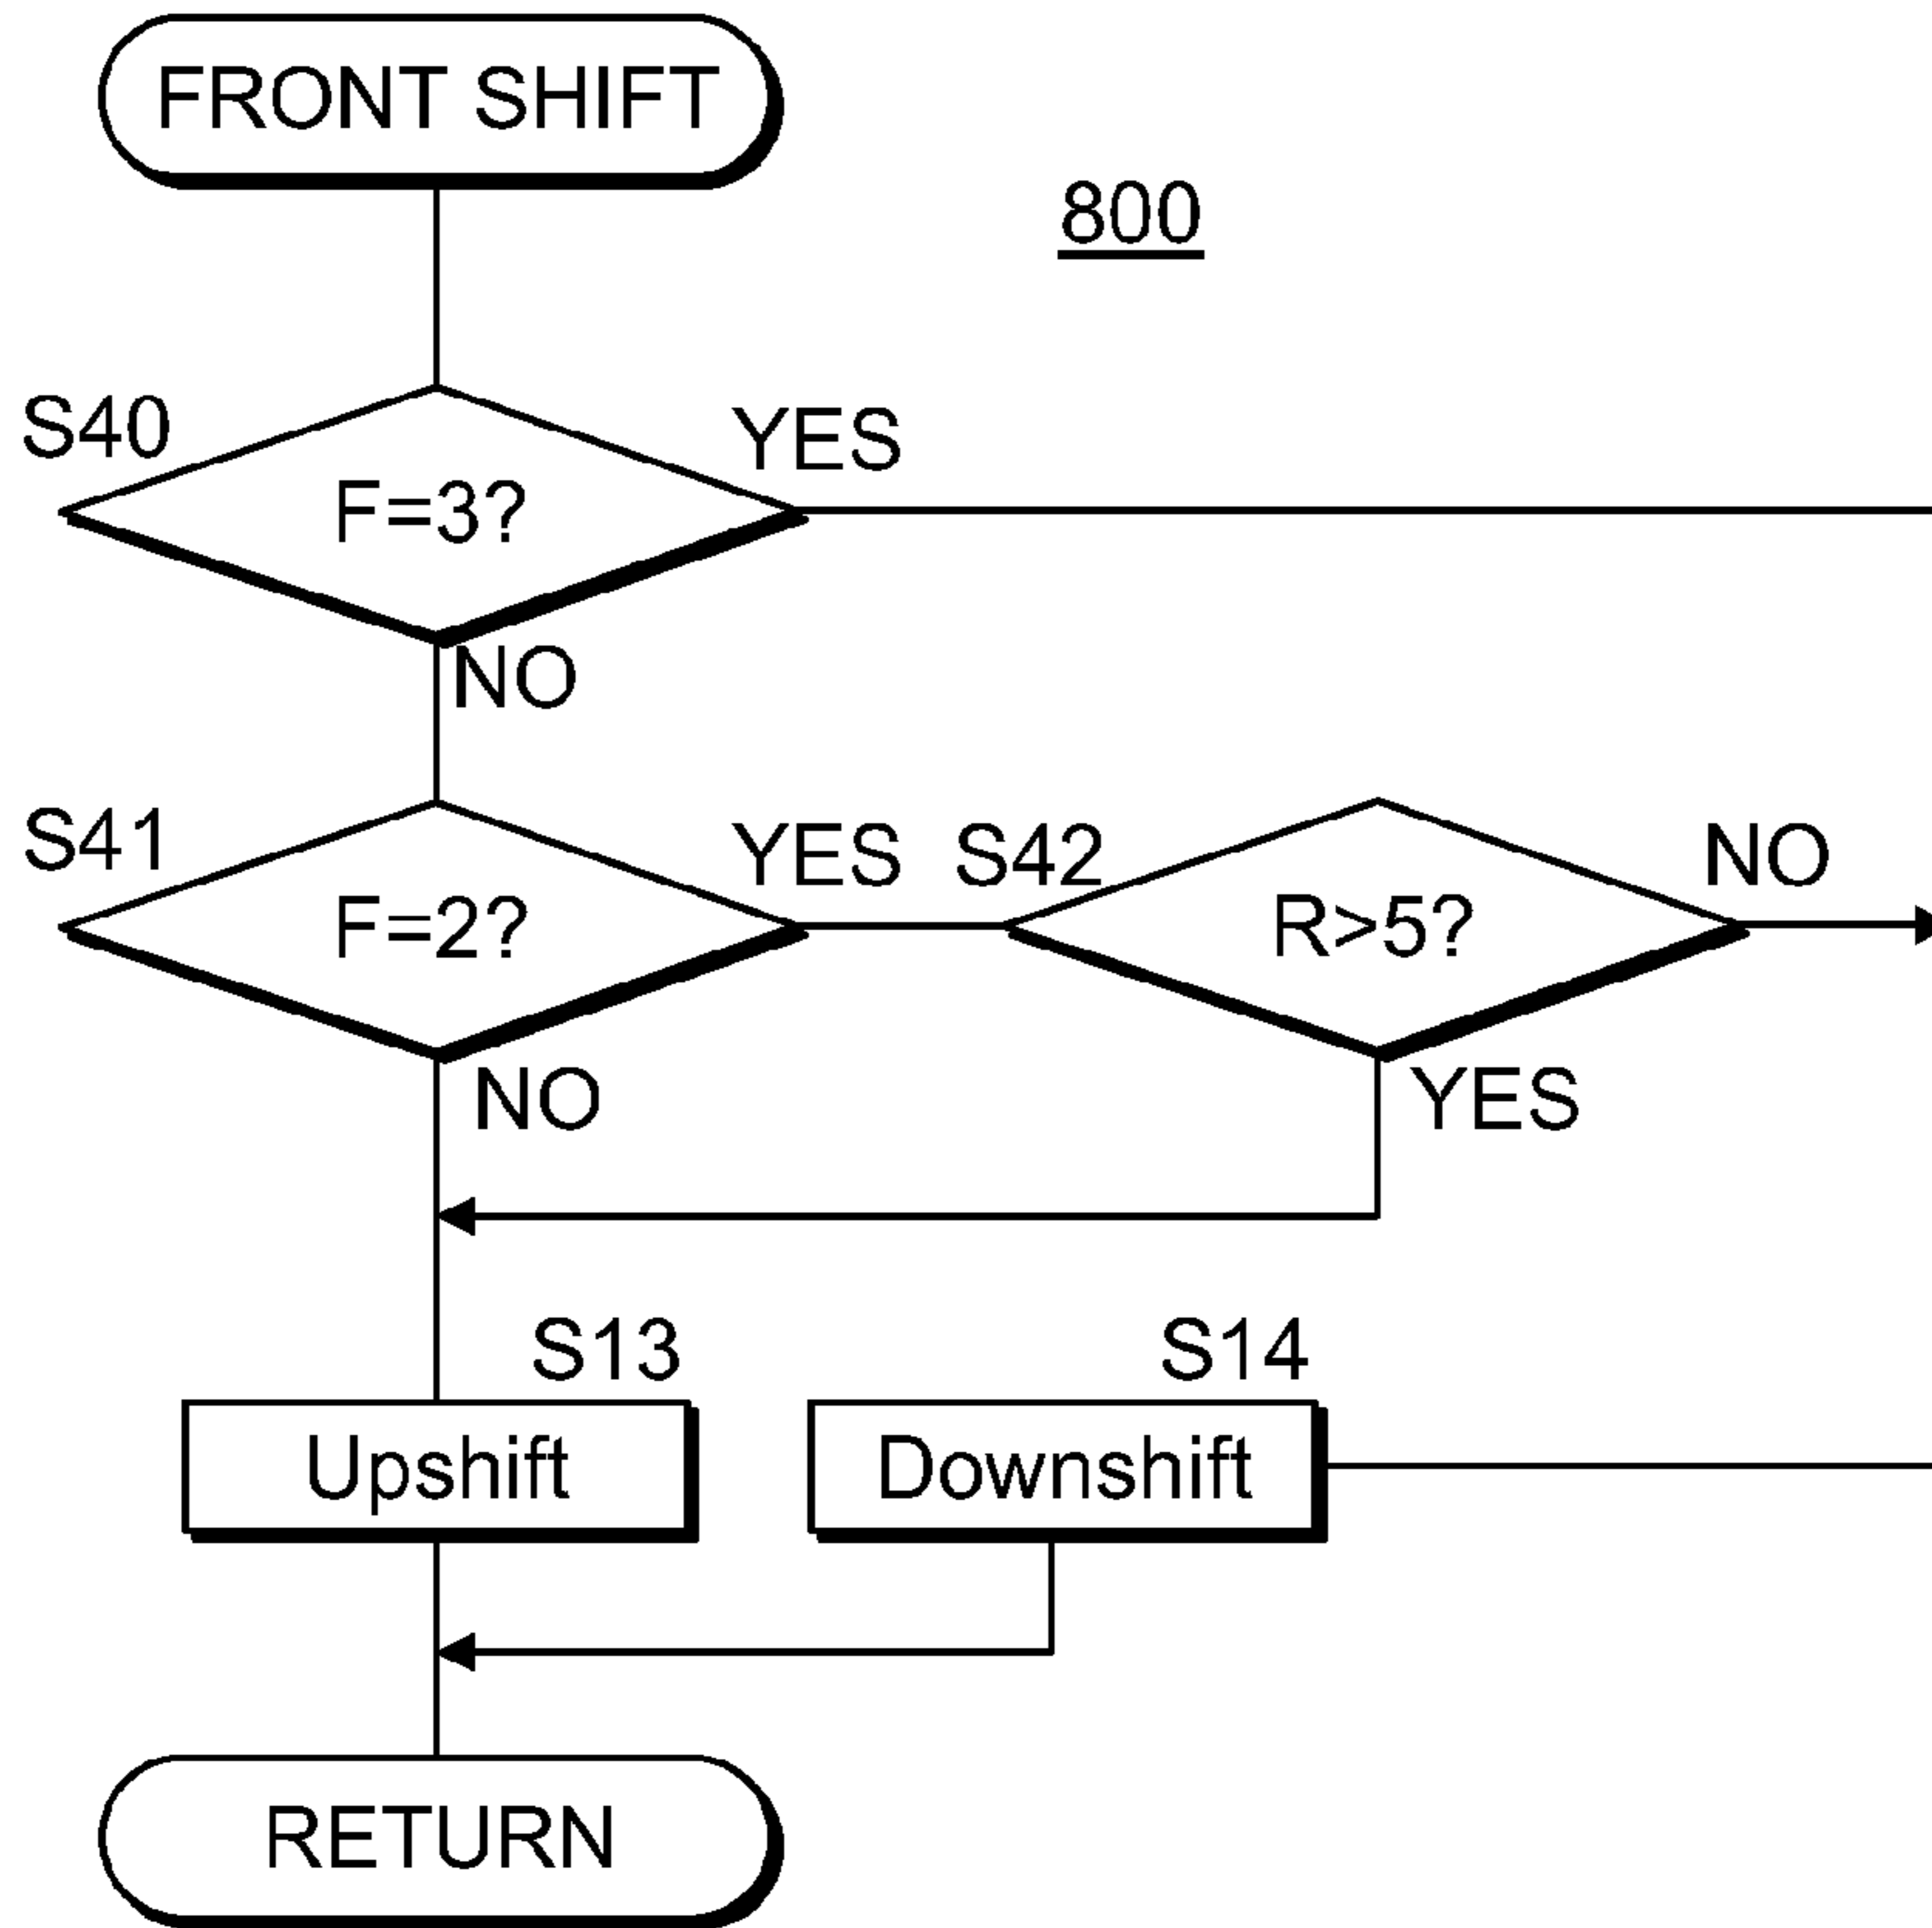 FRONT SHIFT
800
S40
YES
F=3?
NO
S41
YES
S42
NO
F=2?
R>5?
NO
YES
S13
S14
Upshift
Downshift
RETURN